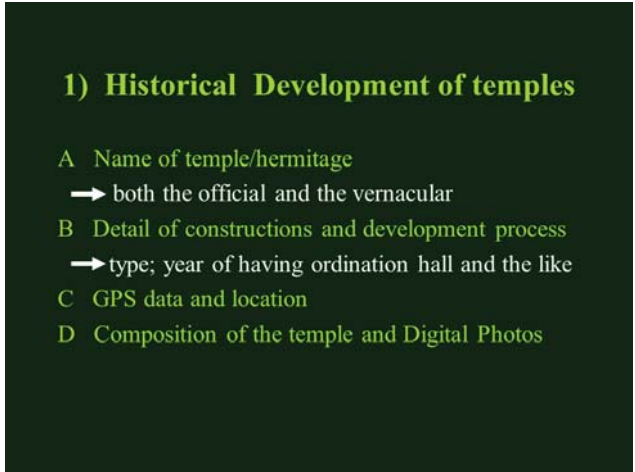 1) Historical Development of temples
A Name of temple/hermitage
→ both the official and the vernacular
B Detail of constructions and development process
→ type; year of having ordination hall and the like
C GPS data and location
D Composition of the temple and Digital Photos